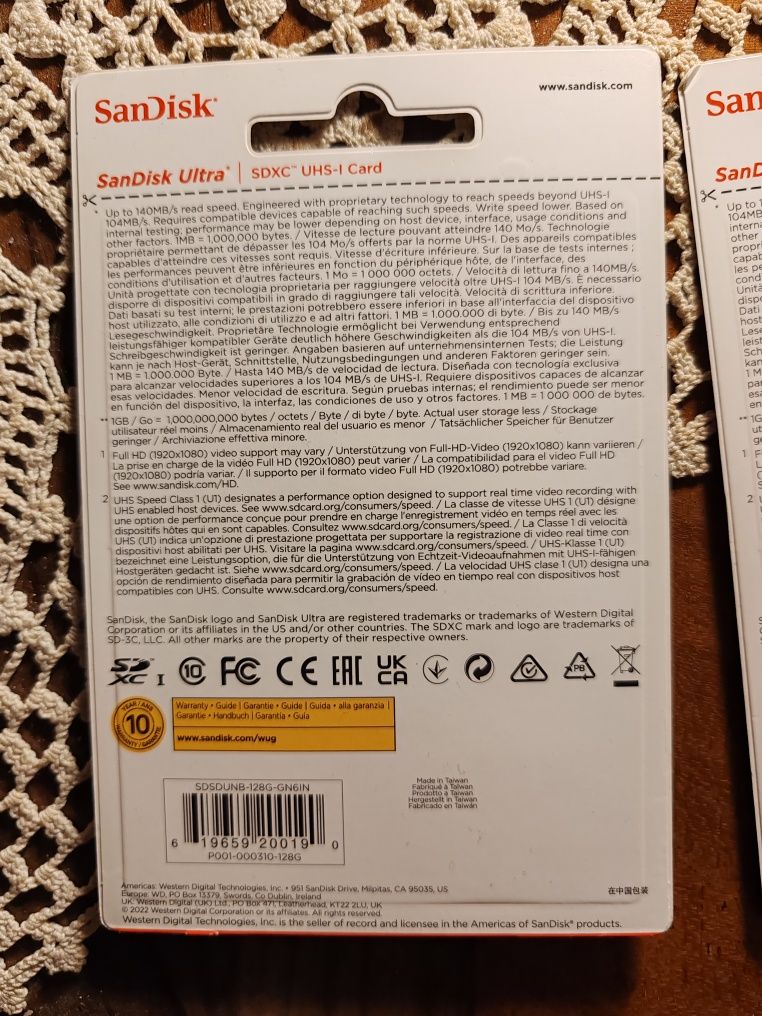 SanDisk®
www.sandisk.com
SanDisk Ultra® | SDXC™ UHS-I Card
* Up to 140MB/s read speed. Engineered with proprietary technology to reach speeds beyond UHS-I
104MB/s. Requires compatible devices capable of reaching such speeds. Write speed lower. Based on
internal testing; performance may be lower depending on host device, interface, usage conditions and
other factors. 1MB = 1,000,000 bytes. / Vitesse de lecture pouvant atteindre 140 Mo/s. Technologie
propriétaire permettant de dépasser les 104 Mo/s offerts par la norme UHS-I. Des appareils compatibles
capables d'atteindre ces vitesses sont requis. Vitesse d'écriture inférieure. Sur la base de tests internes ;
les performances peuvent être inférieures en fonction du périphérique hôte, de l'interface, des
conditions d'utilisation et d'autres facteurs. 1 Mo = 1 000 000 octets. / Velocità di lettura fino a 140MB/s.
Unità progettate con tecnologia proprietaria per raggiungere velocità oltre UHS-I 104 MB/s. È necessario
disporre di dispositivi compatibili in grado di raggiungere tali velocità. Velocità di scrittura inferiore.
Dati basati su test interni; le prestazioni potrebbero essere inferiori in base all'interfaccia del dispositivo
host utilizzato, alle condizioni di utilizzo e ad altri fattori. 1 MB = 1.000.000 di byte. / Bis zu 140 MB/s
Lesegeschwindigkeit. Proprietäre Technologie ermöglicht bei Verwendung entsprechend
leistungsfähiger kompatibler Geräte deutlich höhere Geschwindigkeiten als die 104 MB/s von UHS-I.
Schreibgeschwindigkeit ist geringer. Angaben basieren auf unternehmensinternen Tests; die Leistung
kann je nach Host-Gerät, Schnittstelle, Nutzungsbedingungen und anderen Faktoren geringer sein.
1 MB = 1.000.000 Byte. / Hasta 140 MB/s de velocidad de lectura. Diseñada con tecnología exclusiva
para alcanzar velocidades superiores a los 104 MB/s de UHS-I. Requiere dispositivos capaces de alcanzar
esas velocidades. Menor velocidad de escritura. Según pruebas internas; el rendimiento puede ser menor
en función del dispositivo, la interfaz, las condiciones de uso y otros factores. 1 MB = 1 000 000 de bytes.
** 1GB / Go = 1,000,000,000 bytes / octets / Byte / di byte / byte. Actual user storage less / Stockage
utilisateur réel moins / Almacenamiento real del usuario es menor / Tatsächlicher Speicher für Benutzer
geringer / Archiviazione effettiva minore.
1 Full HD (1920x1080) video support may vary / Unterstützung von Full-HD-Video (1920x1080) kann variieren /
La prise en charge de la vidéo Full HD (1920x1080) peut varier / La compatibilidad para el vídeo Full HD
(1920x1080) podría variar. / Il supporto per il formato video Full HD (1920x1080) potrebbe variare.
See www.sandisk.com/HD.
2 UHS Speed Class 1 (U1) designates a performance option designed to support real time video recording with
UHS enabled host devices. See www.sdcard.org/consumers/speed. / La classe de vitesse UHS 1 (U1) désigne
une option de performance conçue pour prendre en charge l'enregistrement vidéo en temps réel avec les
dispositifs hôtes qui en sont capables. Consultez www.sdcard.org/consumers/speed. / La Classe 1 di velocità
UHS (U1) indica un'opzione di prestazione progettata per supportare la registrazione di video real time con
dispositivi host abilitati per UHS. Visitare la pagina www.sdcard.org/consumers/speed. / UHS-Klasse 1 (U1)
bezeichnet eine Leistungsoption, die für die Unterstützung von Echtzeit-Videoaufnahmen mit UHS-I-fähigen
Hostgeräten gedacht ist. Siehe www.sdcard.org/consumers/speed. / La velocidad UHS clase 1 (U1) designa una
opción de rendimiento diseñada para permitir la grabación de vídeo en tiempo real con dispositivos host
compatibles con UHS. Consulte www.sdcard.org/consumers/speed.
SanDisk, the SanDisk logo and SanDisk Ultra are registered trademarks or trademarks of Western Digital
Corporation or its affiliates in the US and/or other countries. The SDXC mark and logo are trademarks of
SD-3C, LLC. All other marks are the property of their respective owners.
SD XC™ I 10 FC CE EAC UK CA PAP
YEAR / ANS 10 WARRANTY / GARANTIE
Warranty • Guide | Garantie • Guide | Guida • alla garanzia |
Garantie • Handbuch | Garantía • Guía
www.sandisk.com/wug
SDSDUNB-128G-GN6IN
6 19659 20019 0
P001-000310-128G
Made in Taiwan
Fabriqué à Taiwan
Prodotto a Taiwan
Hergestellt in Taiwan
Fabricado en Taiwán
Americas: Western Digital Technologies, Inc. • 951 SanDisk Drive, Milpitas, CA 95035, US
Europe: WD, PO Box 13379, Swords, Co Dublin, Ireland
UK: Western Digital (UK) Ltd., PO Box 471, Leatherhead, KT22 2LU, UK
© 2022 Western Digital Corporation or its affiliates. All rights reserved.
Western Digital Technologies, Inc. is the seller of record and licensee in the Americas of SanDisk® products.
在中国包装